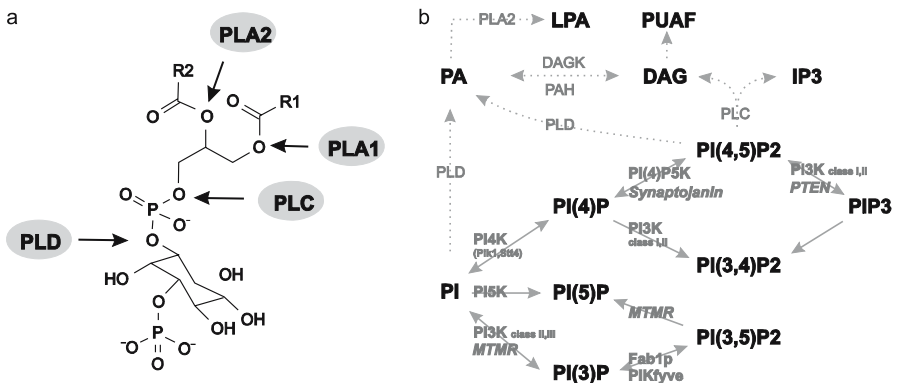 a
PLA2
R2
R1
O
O
O
O
PLA1
O
O
P
O⁻
PLC
PLD
O
HO
OH
O
OH
OH
⁻O
P
O⁻
O
b
PLA2
LPA
PUAF
PA
DAGK
PAH
DAG
IP3
PLC
PLD
PLD
PI(4,5)P2
PI(4)P5K
Synaptojanin
PI3K class I,II
PTEN
PI(4)P
PIP3
PI4K
(Pik1,Stt4)
PI3K
class I,II
PI(3,4)P2
PI
PI5K
PI(5)P
MTMR
PI(3,5)P2
PI3K class II,III
MTMR
PI(3)P
Fab1p
PIKfyve